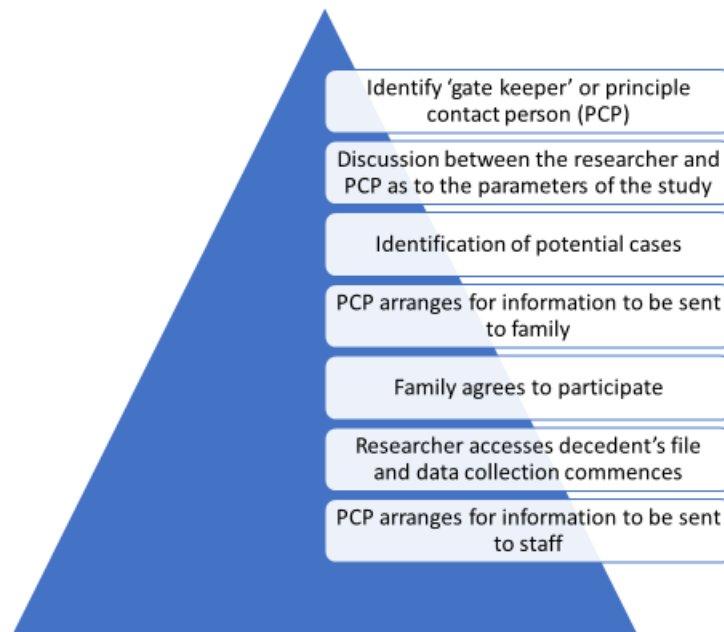 Identify ‘gate keeper’ or principle
contact person (PCP)
Discussion between the researcher and
PCP as to the parameters of the study
Identification of potential cases
PCP arranges for information to be sent
to family
Family agrees to participate
Researcher accesses decedent’s file
and data collection commences
PCP arranges for information to be sent
to staff